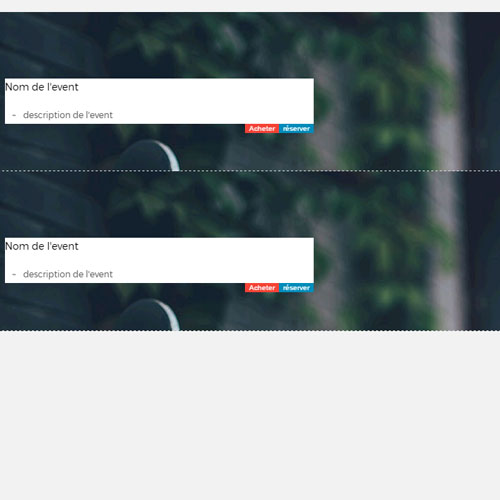 Nom de l'event
- description de l'event
Acheter réserver
Nom de l'event
- description de l'event
Acheter réserver